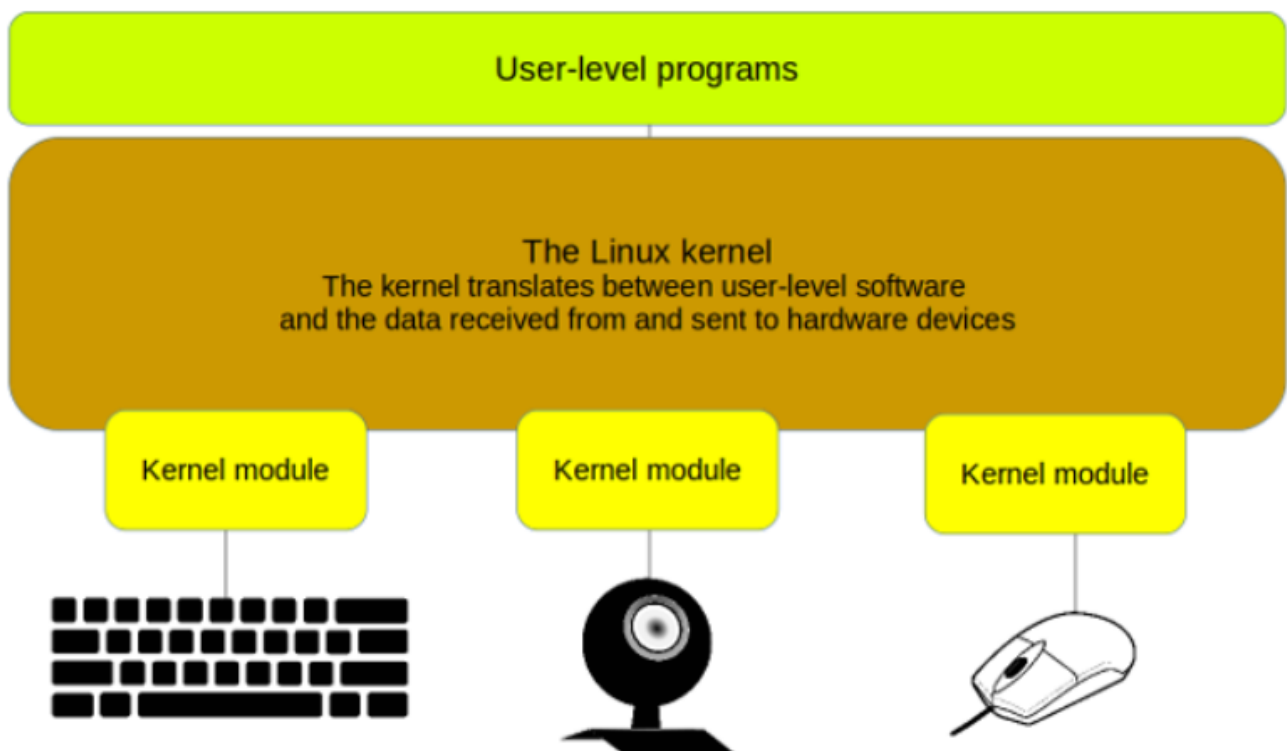 User-level programs
The Linux kernel
The kernel translates between user-level software
and the data received from and sent to hardware devices
Kernel module
Kernel module
Kernel module